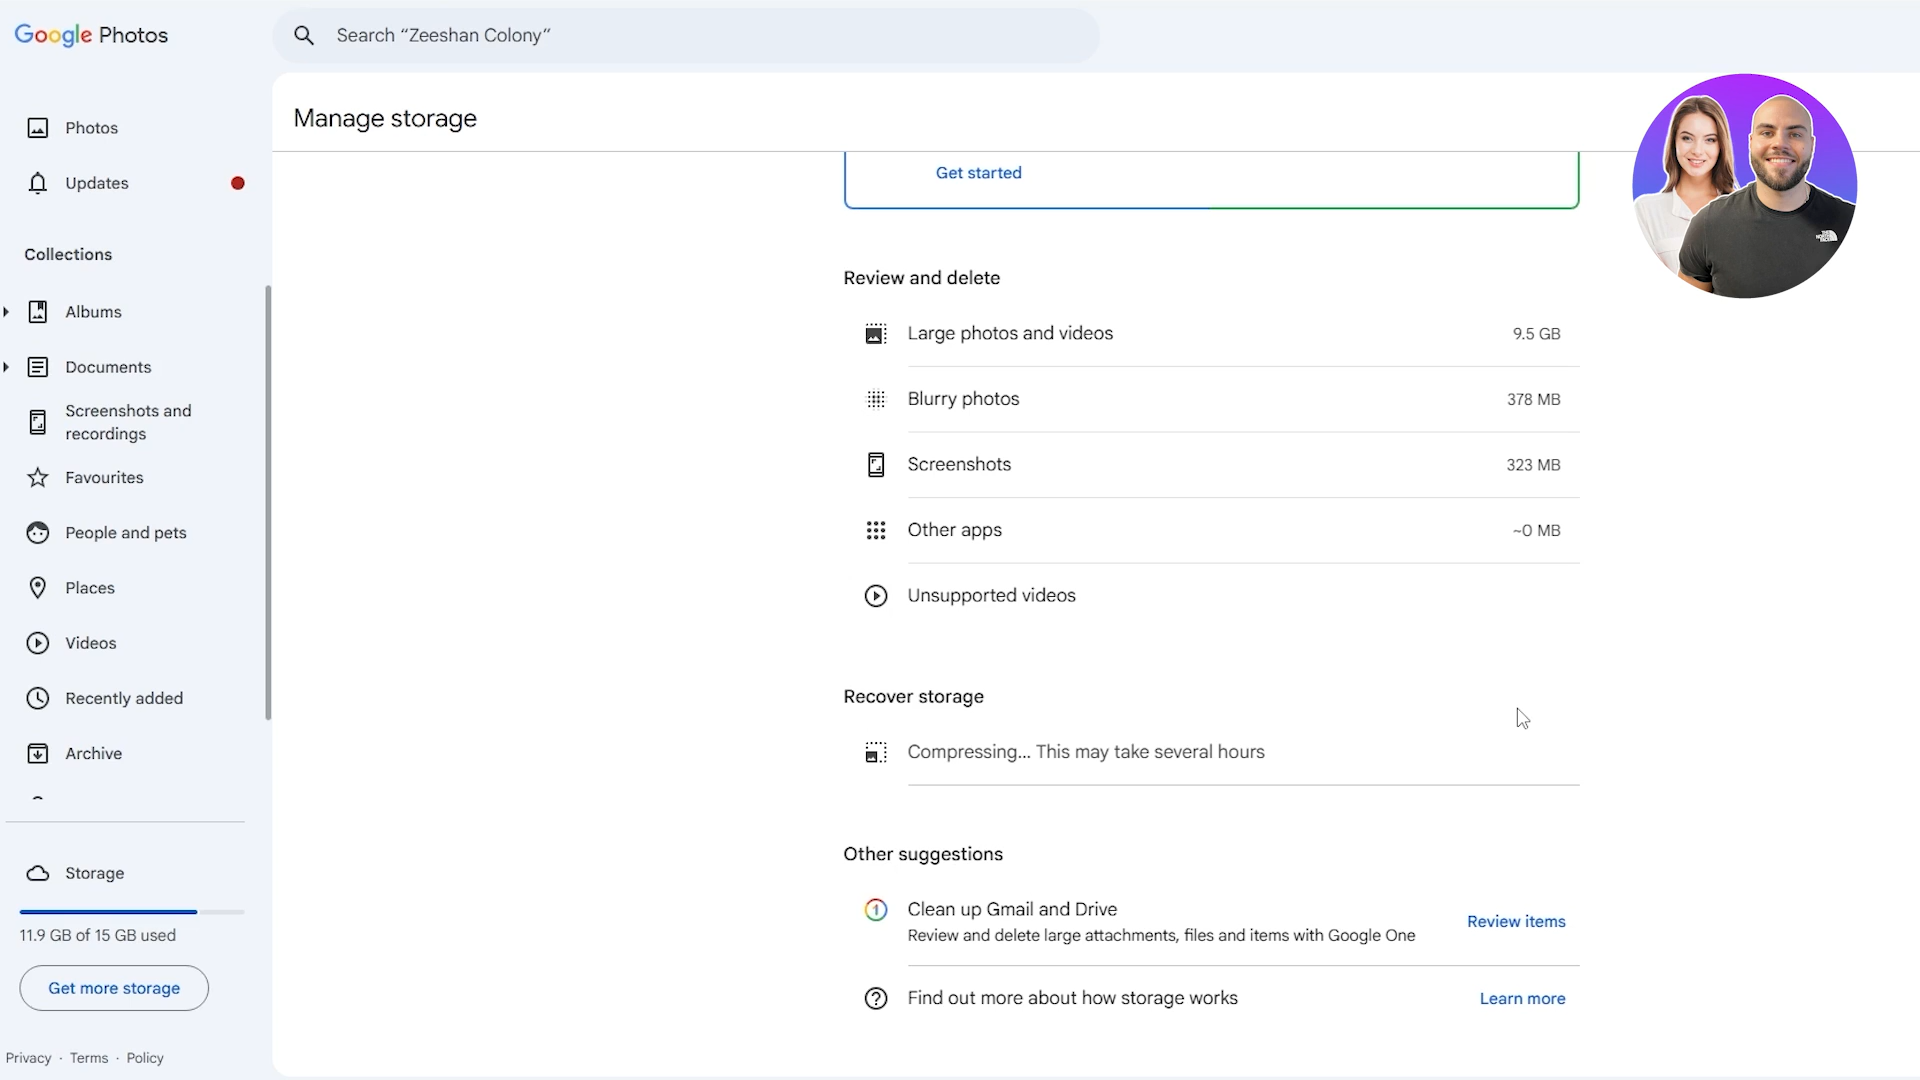 Google Photos
Search “Zeeshan Colony”
Photos
Updates
Collections
Albums
Documents
Screenshots and
recordings
Favourites
People and pets
Places
Videos
Recently added
Archive
Storage
11.9 GB of 15 GB used
Get more storage
Privacy · Terms · Policy
Manage storage
Get started
Review and delete
Large photos and videos 9.5 GB
Blurry photos 378 MB
Screenshots 323 MB
Other apps ~0 MB
Unsupported videos
Recover storage
Compressing... This may take several hours
Other suggestions
1
Clean up Gmail and Drive
Review and delete large attachments, files and items with Google One
Review items
Find out more about how storage works
Learn more
THE
NORTH
FACE